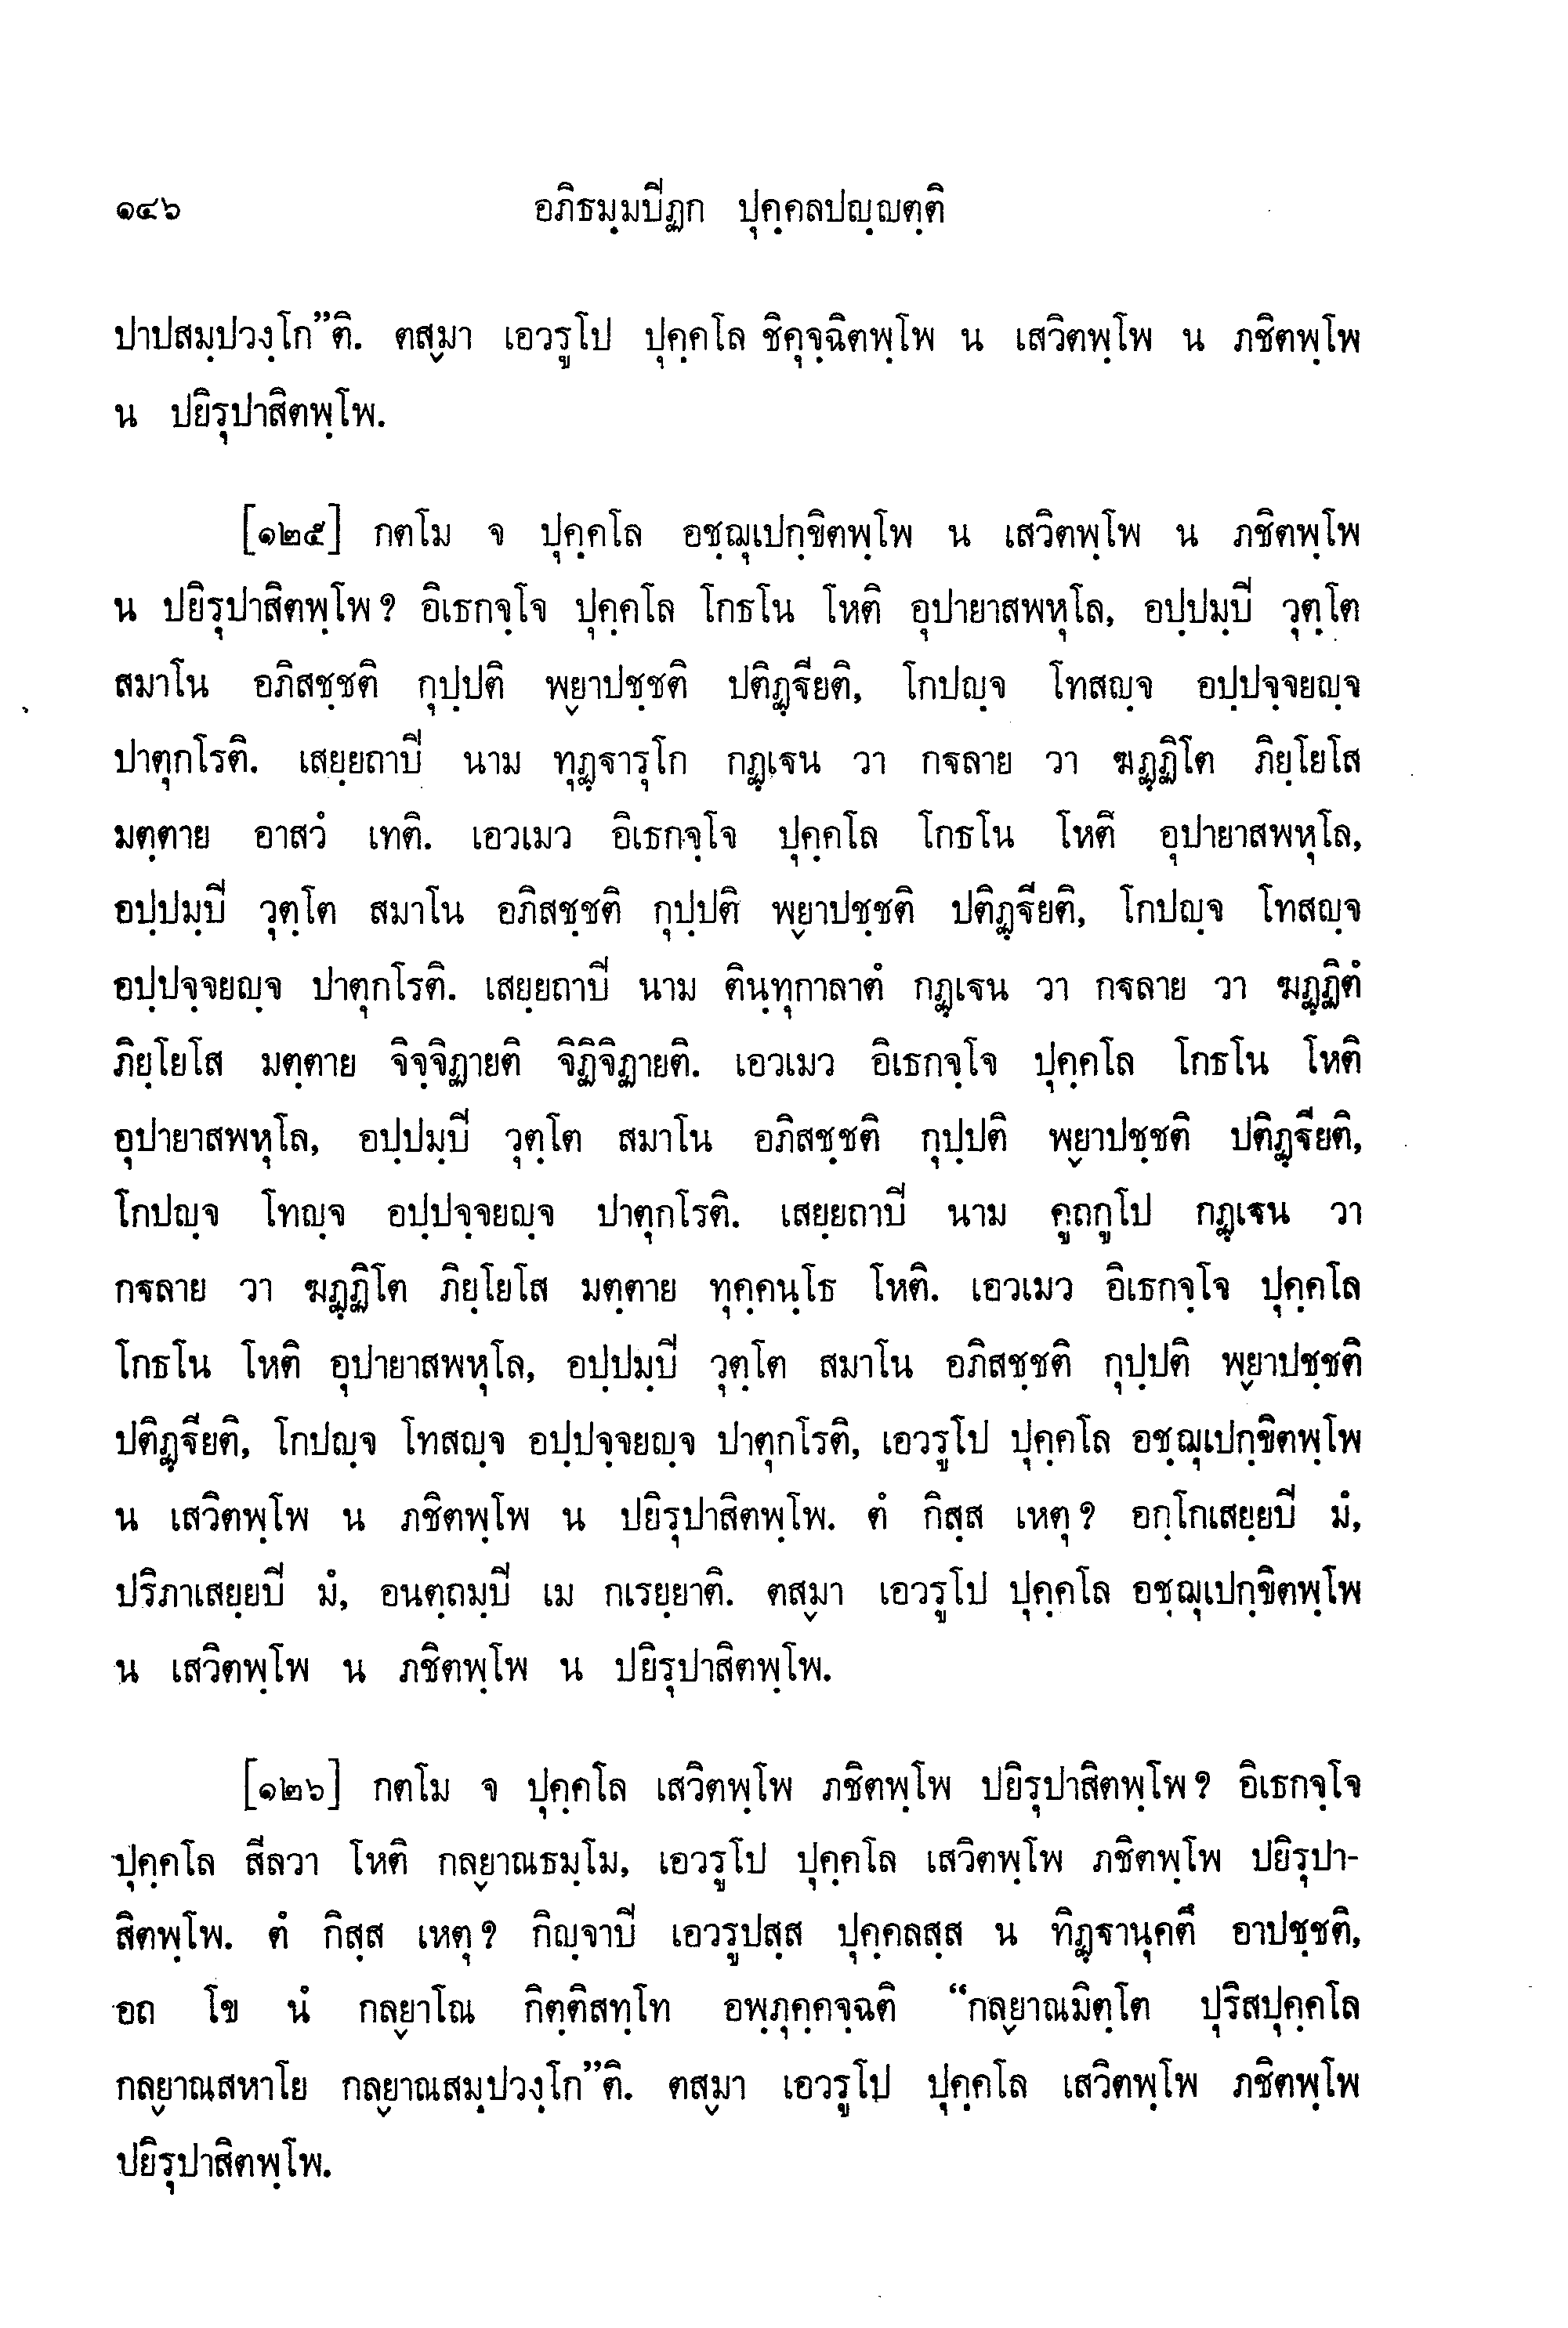 ๑๔๖ อภิธมฺมปิฏก ปุคฺคลปญฺญตฺติ
ปาปสมฺปวงฺโก”ติ. ตสฺมา เอวรูโป ปุคฺคโล ชิคุจฺฉิตพฺโพ น เสวิตพฺโพ น ภชิตพฺโพ
น ปยิรุปาสิตพฺโพ.
[๑๒๕] กตโม จ ปุคฺคโล อชฺฌุเปกฺขิตพฺโพ น เสวิตพฺโพ น ภชิตพฺโพ
น ปยิรุปาสิตพฺโพ? อิเธกจฺโจ ปุคฺคโล โกธโน โหติ อุปายาสพหุโล, อปฺปมฺปิ วุตฺโต
สมาโน อภิสชฺชติ กุปฺปติ พฺยาปชฺชติ ปติฏฺฐียติ, โกปญฺจ โทสญฺจ อปฺปจฺจยญฺจ
ปาตุกโรติ. เสยฺยถาปิ นาม ทุฏฺฐารุโก กฏฺเฐน วา กฐลาย วา ฆฏฺฏิโต ภิยฺโยโส
มตฺตาย อาสวํ เทติ. เอวเมว อิเธกจฺโจ ปุคฺคโล โกธโน โหติ อุปายาสพหุโล,
อปฺปมฺปิ วุตฺโต สมาโน อภิสชฺชติ กุปฺปติ พฺยาปชฺชติ ปติฏฺฐียติ, โกปญฺจ โทสญฺจ
อปฺปจฺจยญฺจ ปาตุกโรติ. เสยฺยถาปิ นาม ตินฺทุกาลาตํ กฏฺเฐน วา กฐลาย วา ฆฏฺฏิตํ
ภิยฺโยโส มตฺตาย จิจฺจิฏายติ จิฏิจิฏายติ. เอวเมว อิเธกจฺโจ ปุคฺคโล โกธโน โหติ
อุปายาสพหุโล, อปฺปมฺปิ วุตฺโต สมาโน อภิสชฺชติ กุปฺปติ พฺยาปชฺชติ ปติฏฺฐียติ,
โกปญฺจ โทญฺจ อปฺปจฺจยญฺจ ปาตุกโรติ. เสยฺยถาปิ นาม คูถกูโป กฏฺเฐน วา
กฐลาย วา ฆฏฺฏิโต ภิยฺโยโส มตฺตาย ทุคฺคนฺโธ โหติ. เอวเมว อิเธกจฺโจ ปุคฺคโล
โกธโน โหติ อุปายาสพหุโล, อปฺปมฺปิ วุตฺโต สมาโน อภิสชฺชติ กุปฺปติ พฺยาปชฺชติ
ปติฏฺฐียติ, โกปญฺจ โทสญฺจ อปฺปจฺจยญฺจ ปาตุกโรติ, เอวรูโป ปุคฺคโล อชฺฌุเปกฺขิตพฺโพ
น เสวิตพฺโพ น ภชิตพฺโพ น ปยิรุปาสิตพฺโพ. ตํ กิสฺส เหตุ? อกฺโกเสยฺยปิ มํ,
ปริภาเสยฺยปิ มํ, อนตฺถมฺปิ เม กเรยฺยาติ. ตสฺมา เอวรูโป ปุคฺคโล อชฺฌุเปกฺขิตพฺโพ
น เสวิตพฺโพ น ภชิตพฺโพ น ปยิรุปาสิตพฺโพ.
[๑๒๖] กตโม จ ปุคฺคโล เสวิตพฺโพ ภชิตพฺโพ ปยิรุปาสิตพฺโพ? อิเธกจฺโจ
ปุคฺคโล สีลวา โหติ กลฺยาณธมฺโม, เอวรูโป ปุคฺคโล เสวิตพฺโพ ภชิตพฺโพ ปยิรุปา-
สิตพฺโพ. ตํ กิสฺส เหตุ? กิญฺจาปิ เอวรูปสฺส ปุคฺคลสฺส น ทิฏฺฐานุคตึ อาปชฺชติ,
อถ โข นํ กลฺยาโณ กิตฺติสทฺโท อพฺภุคฺคจฺฉติ “กลฺยาณมิตฺโต ปุริสปุคฺคโล
กลฺยาณสหาโย กลฺยาณสมฺปวงฺโก”ติ. ตสฺมา เอวรูโป ปุคฺคโล เสวิตพฺโพ ภชิตพฺโพ
ปยิรุปาสิตพฺโพ.